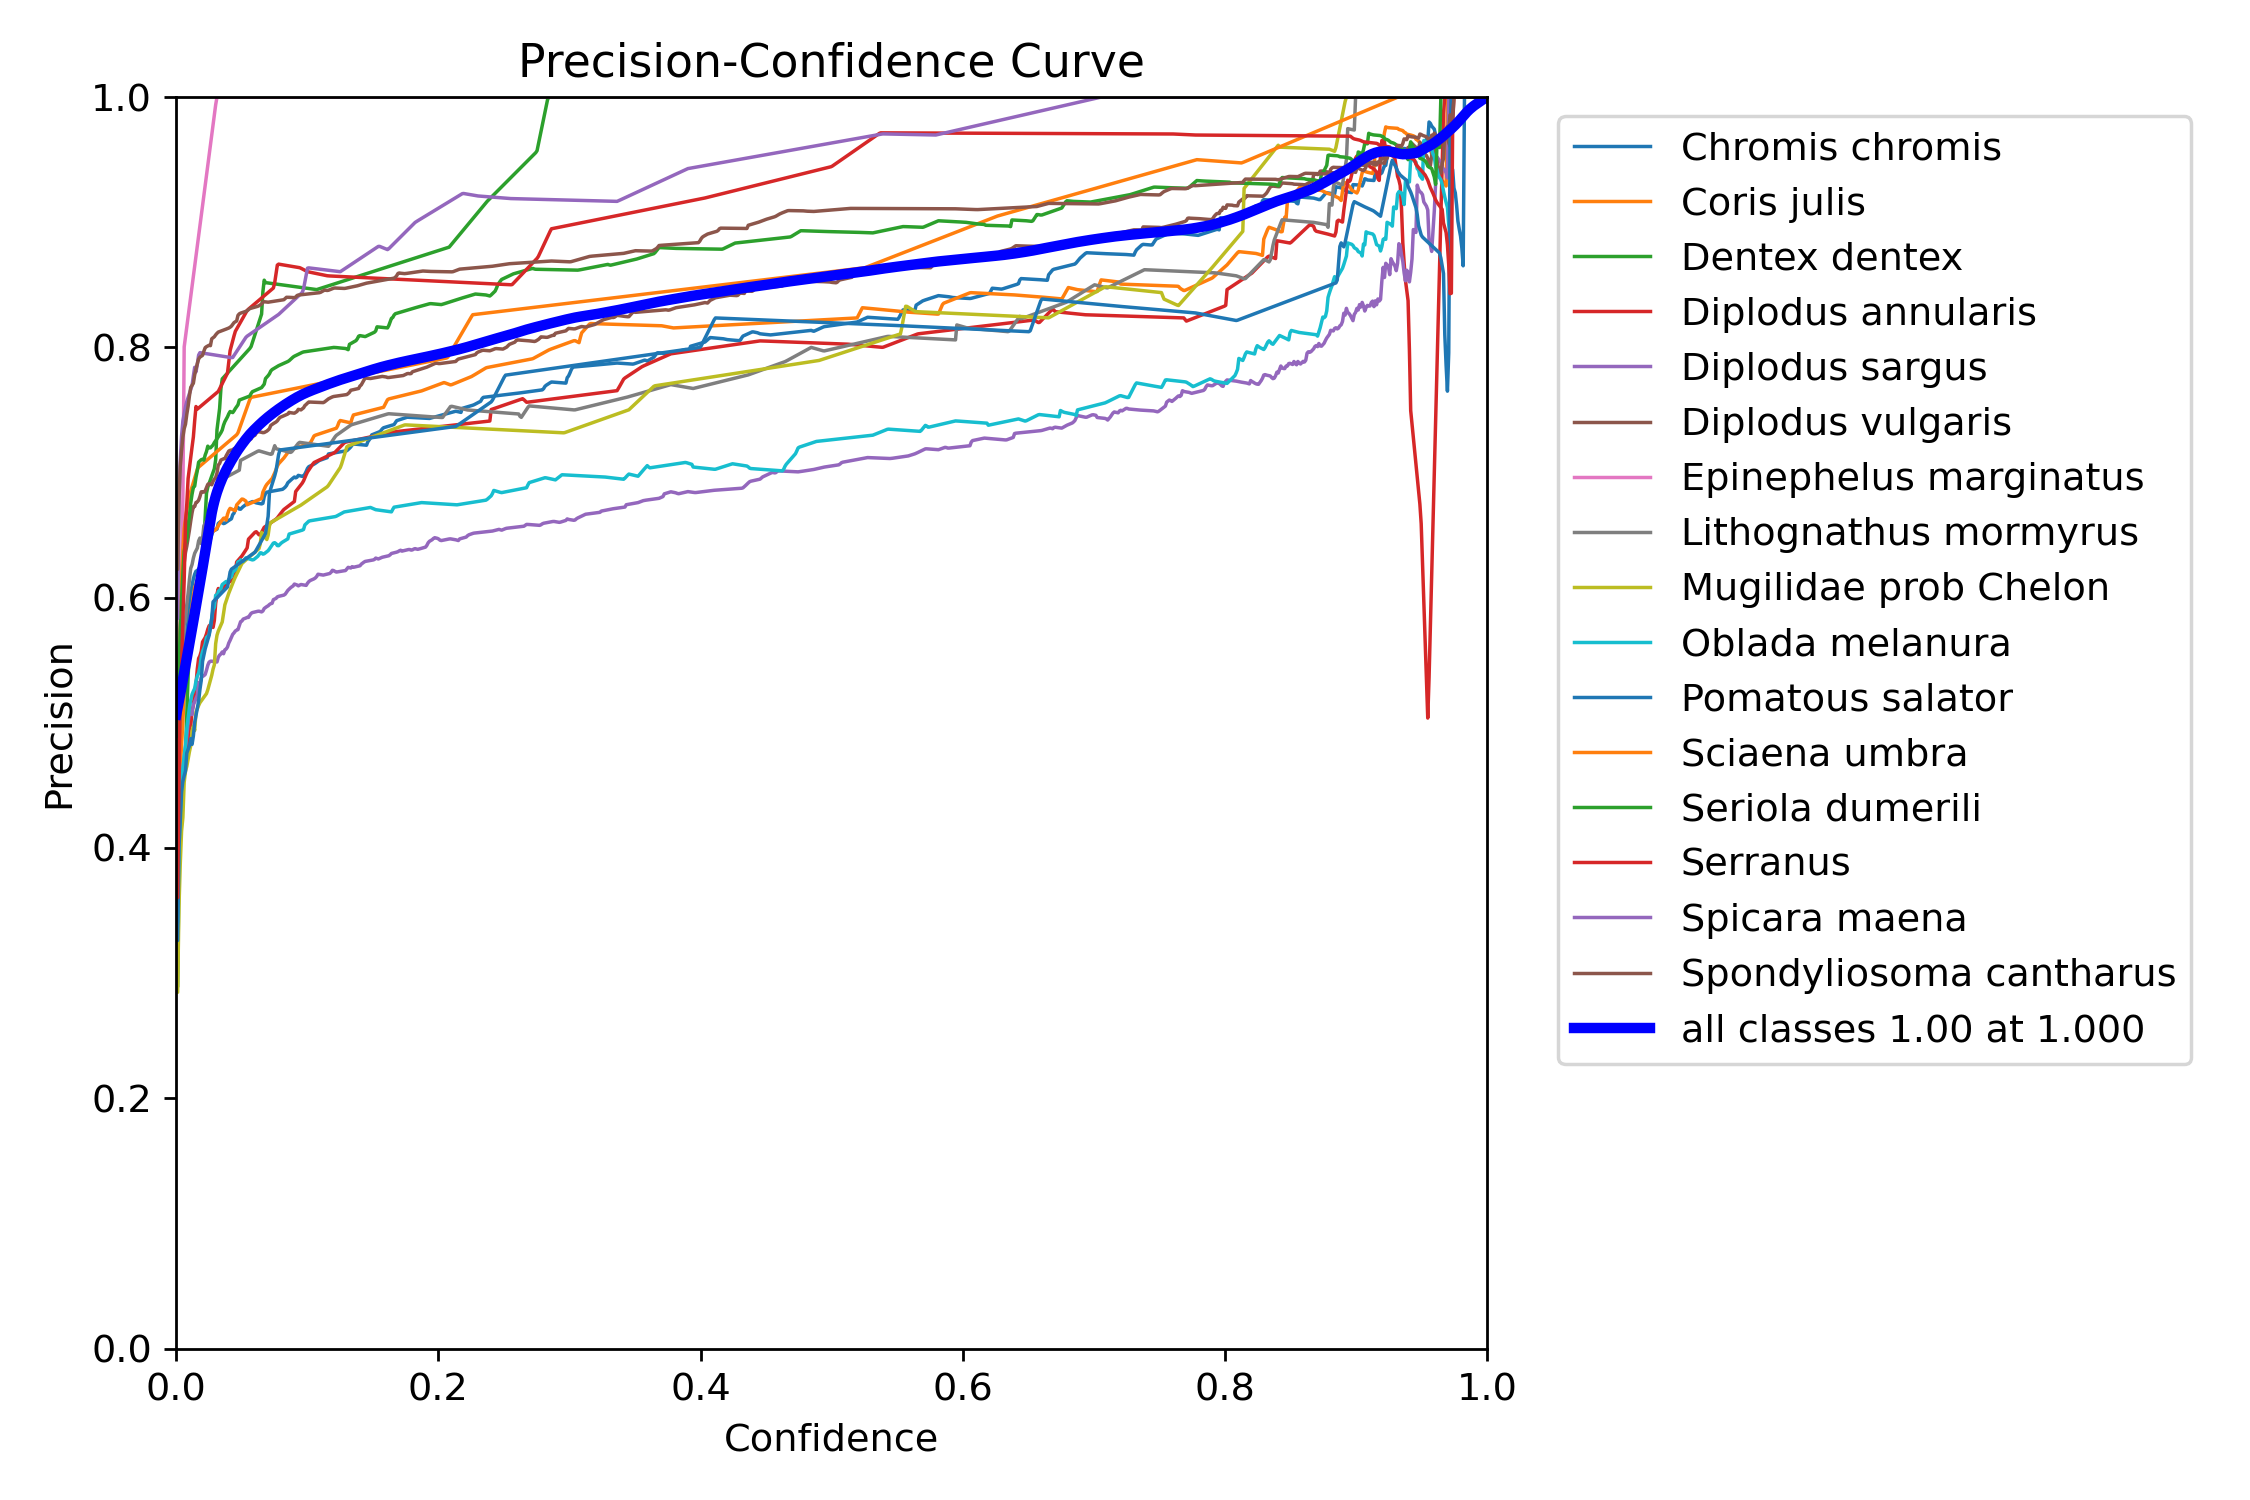 Precision-Confidence Curve
1.0
0.8
0.6
0.4
0.2
0.0
Precision
0.0 0.2 0.4 0.6 0.8 1.0
Confidence
Chromis chromis
Coris julis
Dentex dentex
Diplodus annularis
Diplodus sargus
Diplodus vulgaris
Epinephelus marginatus
Lithognathus mormyrus
Mugilidae prob Chelon
Oblada melanura
Pomatous salator
Sciaena umbra
Seriola dumerili
Serranus
Spicara maena
Spondyliosoma cantharus
all classes 1.00 at 1.000